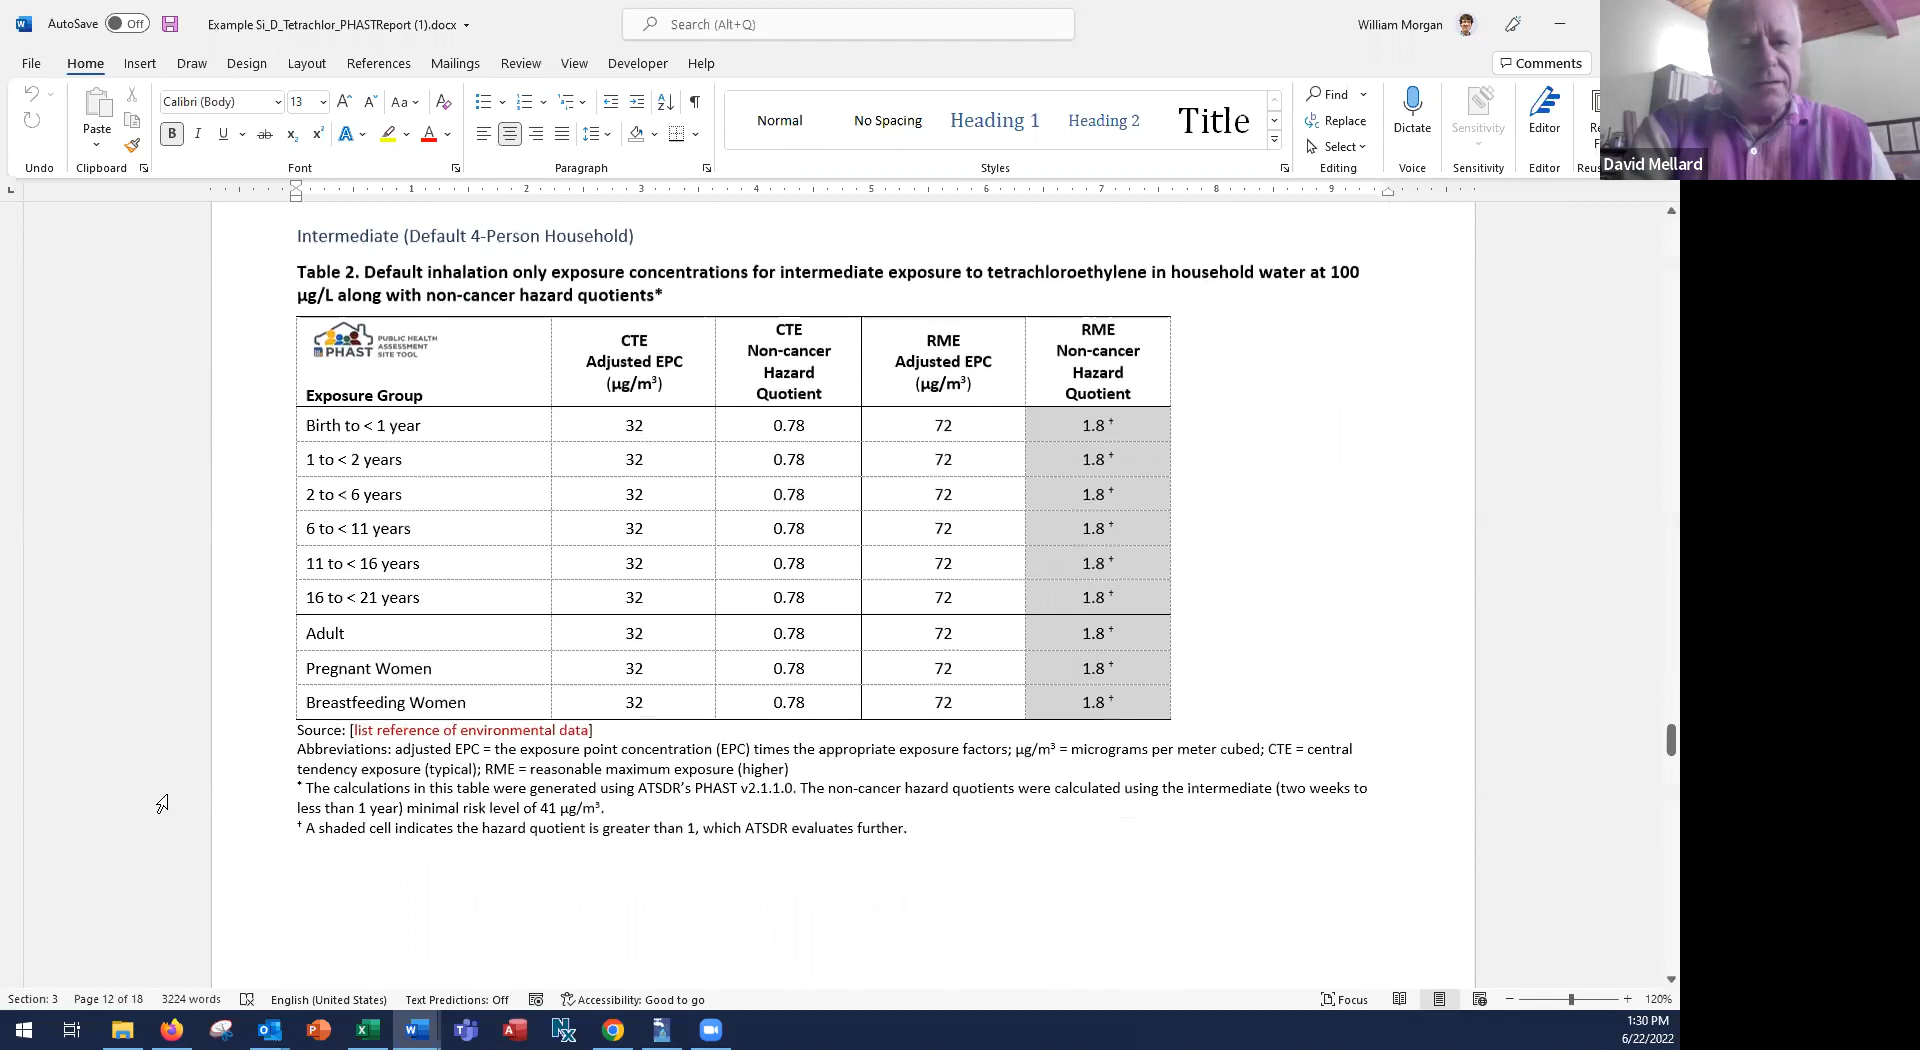 AutoSave Off Example Si_D_Tetrachlor_PHASTReport (1).docx Search (Alt+Q) William Morgan
File Home Insert Draw Design Layout References Mailings Review View Developer Help Comments
Calibri (Body) 13 Aa
Paste
B I U ab x₂ x² A A
Normal No Spacing Heading 1 Heading 2 Title
Find
Replace
Select
Dictate Sensitivity Editor
Undo Clipboard Font Paragraph Styles Editing Voice Sensitivity Editor
David Mellard
1 2 3 4 5 6 7 8 9
Intermediate (Default 4-Person Household)
Table 2. Default inhalation only exposure concentrations for intermediate exposure to tetrachloroethylene in household water at 100
µg/L along with non-cancer hazard quotients*
PHAST PUBLIC HEALTH ASSESSMENT SITE TOOL
Exposure Group
CTE
Adjusted EPC
(µg/m³)
CTE
Non-cancer
Hazard
Quotient
RME
Adjusted EPC
(µg/m³)
RME
Non-cancer
Hazard
Quotient
Birth to < 1 year 32 0.78 72 1.8 †
1 to < 2 years 32 0.78 72 1.8 †
2 to < 6 years 32 0.78 72 1.8 †
6 to < 11 years 32 0.78 72 1.8 †
11 to < 16 years 32 0.78 72 1.8 †
16 to < 21 years 32 0.78 72 1.8 †
Adult 32 0.78 72 1.8 †
Pregnant Women 32 0.78 72 1.8 †
Breastfeeding Women 32 0.78 72 1.8 †
Source: [list reference of environmental data]
Abbreviations: adjusted EPC = the exposure point concentration (EPC) times the appropriate exposure factors; µg/m³ = micrograms per meter cubed; CTE = central
tendency exposure (typical); RME = reasonable maximum exposure (higher)
* The calculations in this table were generated using ATSDR’s PHAST v2.1.1.0. The non-cancer hazard quotients were calculated using the intermediate (two weeks to
less than 1 year) minimal risk level of 41 µg/m³.
† A shaded cell indicates the hazard quotient is greater than 1, which ATSDR evaluates further.
Section: 3 Page 12 of 18 3224 words English (United States) Text Predictions: Off Accessibility: Good to go Focus 120%
1:30 PM
6/22/2022